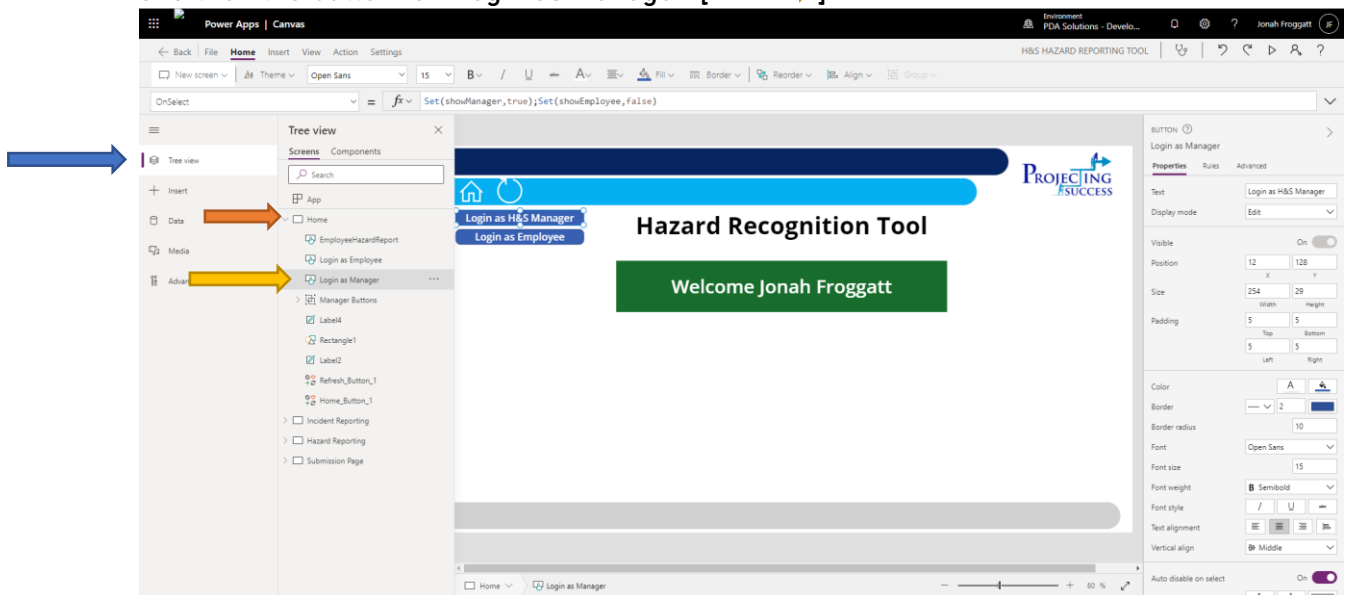 Power Apps | Canvas
Environment
PDA Solutions - Develo...
?
Jonah Froggatt
JF
Back
File
Home
Insert
View
Action
Settings
H&S HAZARD REPORTING TOOL
?
New screen
Theme
Open Sans
15
B
/
U
A
Fill
Border
Reorder
Align
Group
OnSelect
=
fx
Set(showManager,true);Set(showEmployee,false)
Tree view
Insert
Data
Media
Advan
Tree view
Screens
Components
Search
App
Home
EmployeeHazardReport
Login as Employee
Login as Manager
...
Manager Buttons
Label4
Rectangle1
Label2
Refresh_Button_1
Home_Button_1
Incident Reporting
Hazard Reporting
Submission Page
PROJECTING
SUCCESS
Login as H&S Manager
Login as Employee
Hazard Recognition Tool
Welcome Jonah Froggatt
Home
Login as Manager
80 %
BUTTON
Login as Manager
Properties
Rules
Advanced
Text
Login as H&S Manager
Display mode
Edit
Visible
On
Position
12
128
X
Y
Size
254
29
Width
Height
Padding
5
5
Top
Bottom
5
5
Left
Right
Color
A
Border
2
Border radius
10
Font
Open Sans
Font size
15
Font weight
B Semibold
Font style
/
U
Text alignment
Vertical align
Middle
Auto disable on select
On